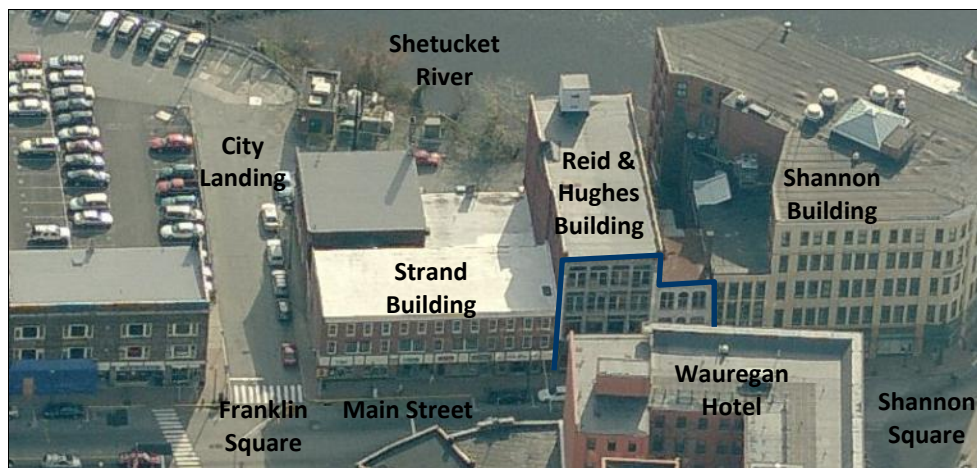 Shetucket
River
City
Landing
Reid &
Hughes
Building
Shannon
Building
Strand
Building
Wauregan
Hotel
Franklin
Square
Main Street
Shannon
Square